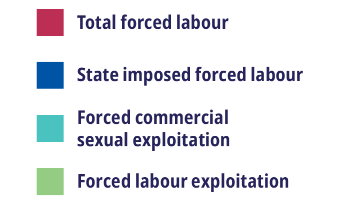 Total forced labour
State imposed forced labour
Forced commercial
sexual exploitation
Forced labour exploitation